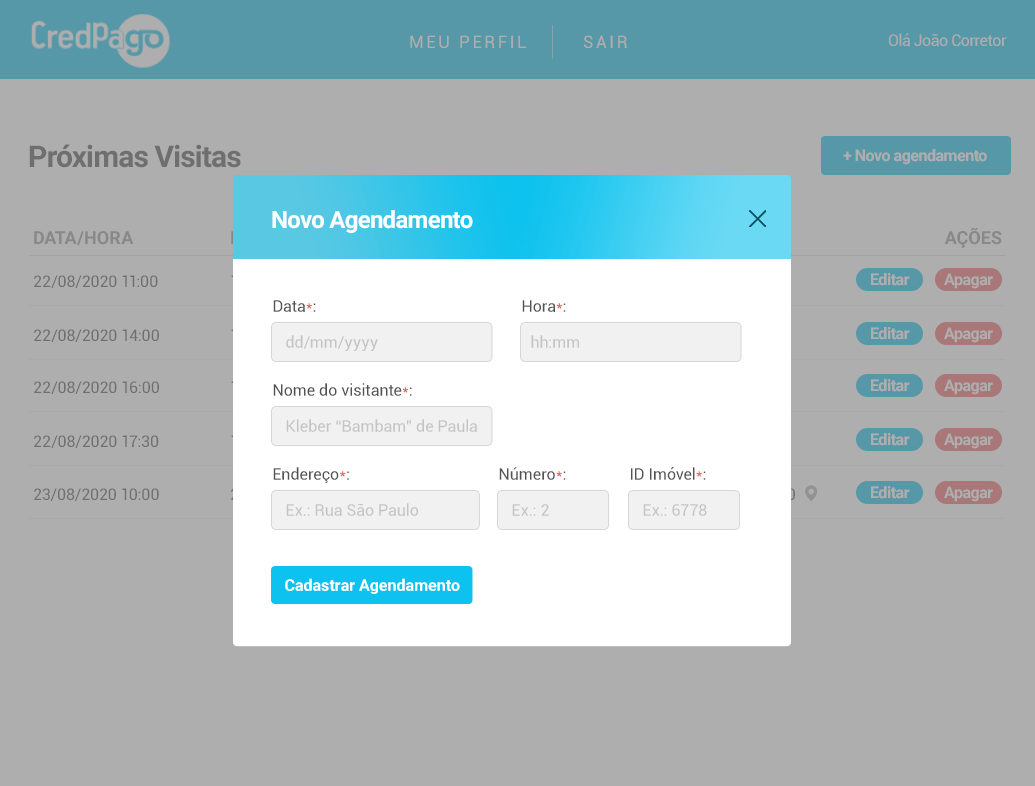 CredPago
MEU PERFIL SAIR
Olá João Corretor
Próximas Visitas
+ Novo agendamento
Novo Agendamento
DATA/HORA AÇÕES
22/08/2020 11:00 Editar Apagar
22/08/2020 14:00 Editar Apagar
22/08/2020 16:00 Editar Apagar
22/08/2020 17:30 Editar Apagar
23/08/2020 10:00 Editar Apagar
Data*: Hora*:
dd/mm/yyyy hh:mm
Nome do visitante*:
Kleber “Bambam” de Paula
Endereço*: Número*: ID Imóvel*:
Ex.: Rua São Paulo Ex.: 2 Ex.: 6778
Cadastrar Agendamento